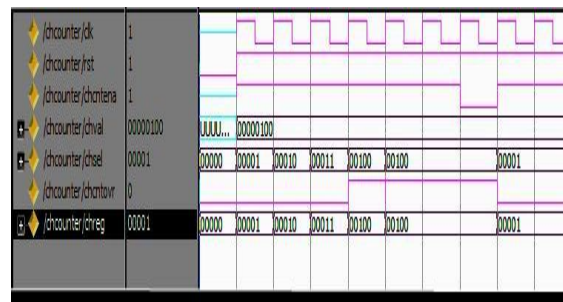 /chcounter/clk 1
/chcounter/rst 1
/chcounter/chcntena 1
/chcounter/chval 00000100 UUUU... 00000100
/chcounter/chsel 00001 00000 00001 00010 00011 00100 00100 00001
/chcounter/chcntovr 0
/chcounter/chreg 00001 00000 00001 00010 00011 00100 00100 00001